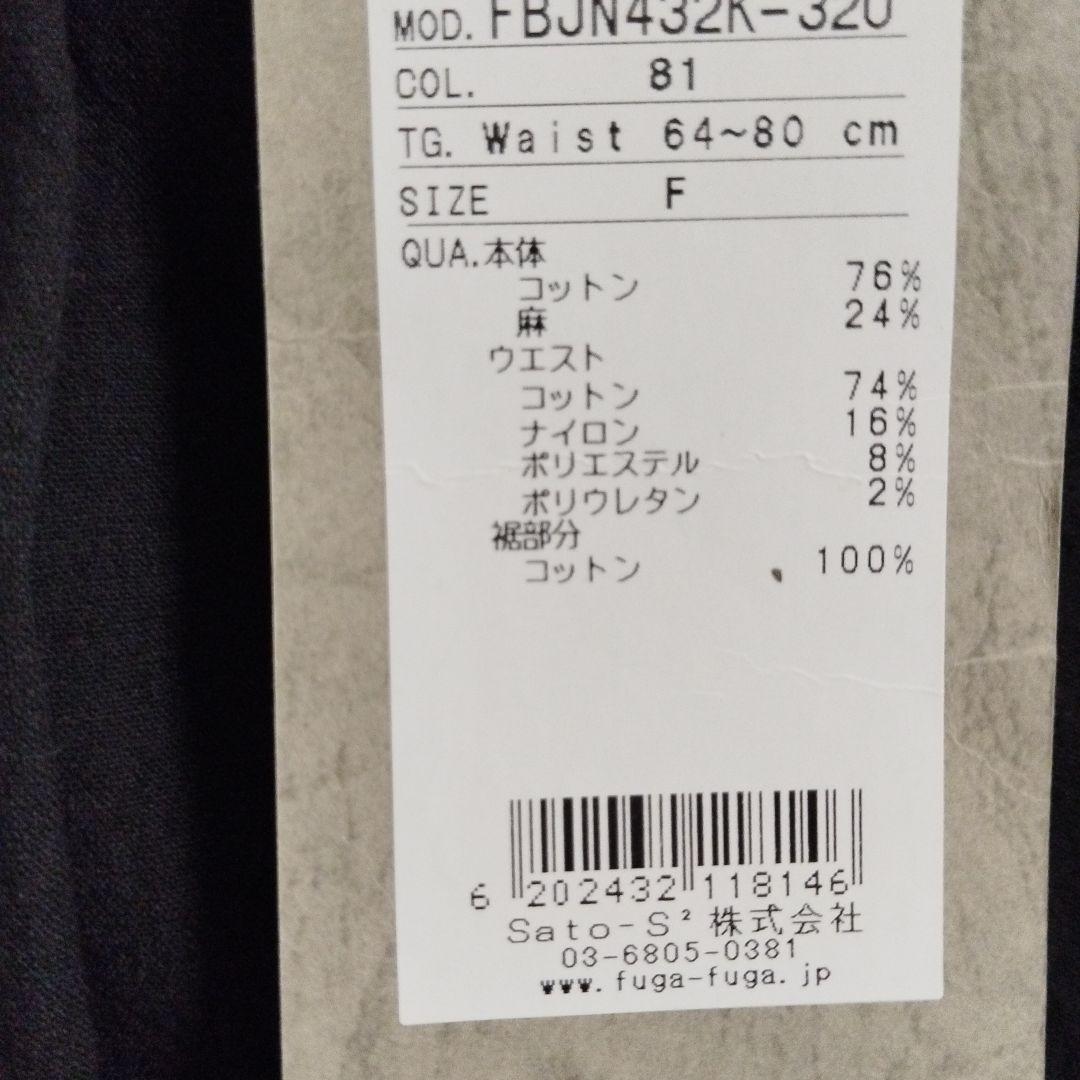 MOD. FBJN432K-320
COL. 81
TG. Waist 64~80 cm
SIZE F
QUA.本体
コットン 76%
麻 24%
ウエスト
コットン 74%
ナイロン 16%
ポリエステル 8%
ポリウレタン 2%
裾部分
コットン 100%
6 202432 118146
Sato-S² 株式会社
03-6805-0381
www.fuga-fuga.jp